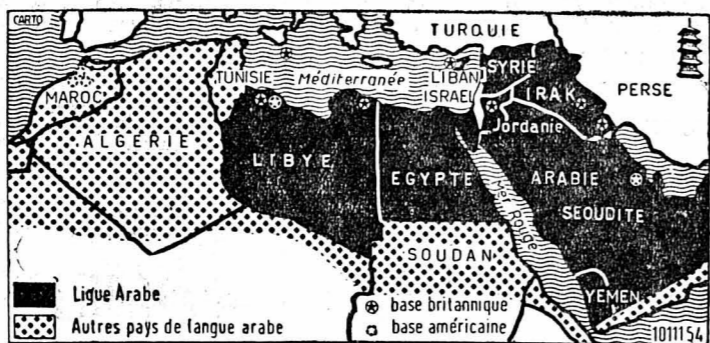 CARTO
TURQUIE
SYRIE
TUNISIE
Méditerranée
LIBAN
IRAK
PERSE
MAROC
ISRAEL
Jordanie
ALGERIE
LIBYE
EGYPTE
ARABIE
SEOUDITE
Mer Rouge
SOUDAN
YEMEN
Ligue Arabe
base britannique
Autres pays de langue arabe
base américaine
1011154